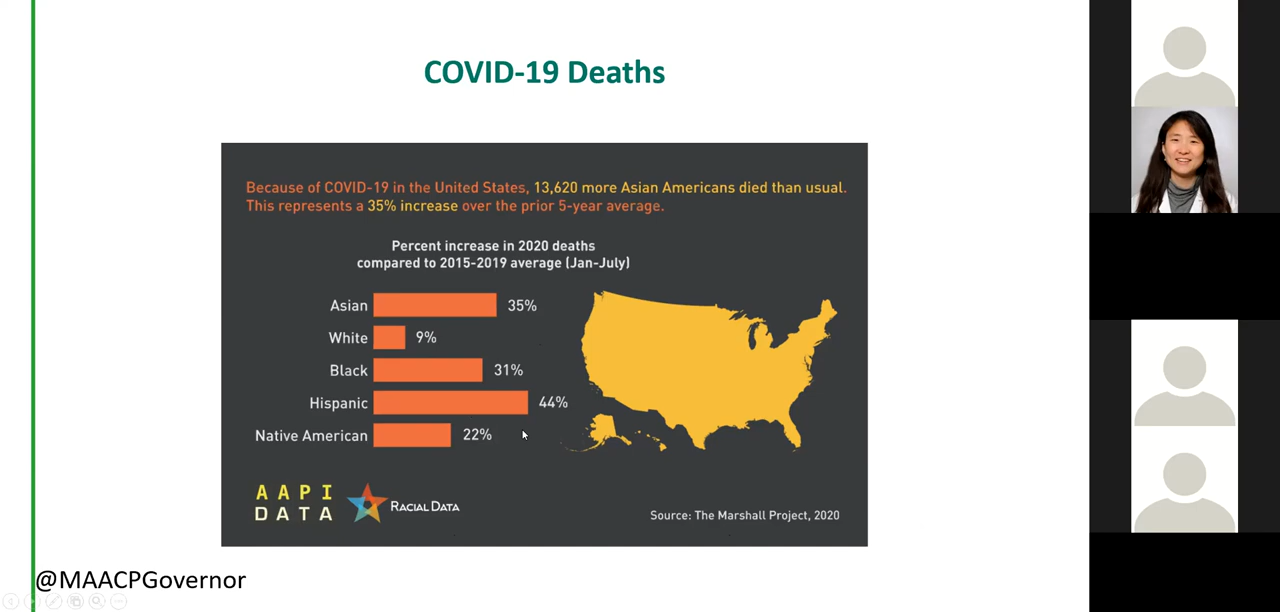 COVID-19 Deaths
Because of COVID-19 in the United States, 13,620 more Asian Americans died than usual.
This represents a 35% increase over the prior 5-year average.
Percent increase in 2020 deaths
compared to 2015-2019 average (Jan-July)
Asian 35%
White 9%
Black 31%
Hispanic 44%
Native American 22%
AAPI
DATA
RACIAL DATA
Source: The Marshall Project, 2020
@MAACPGovernor